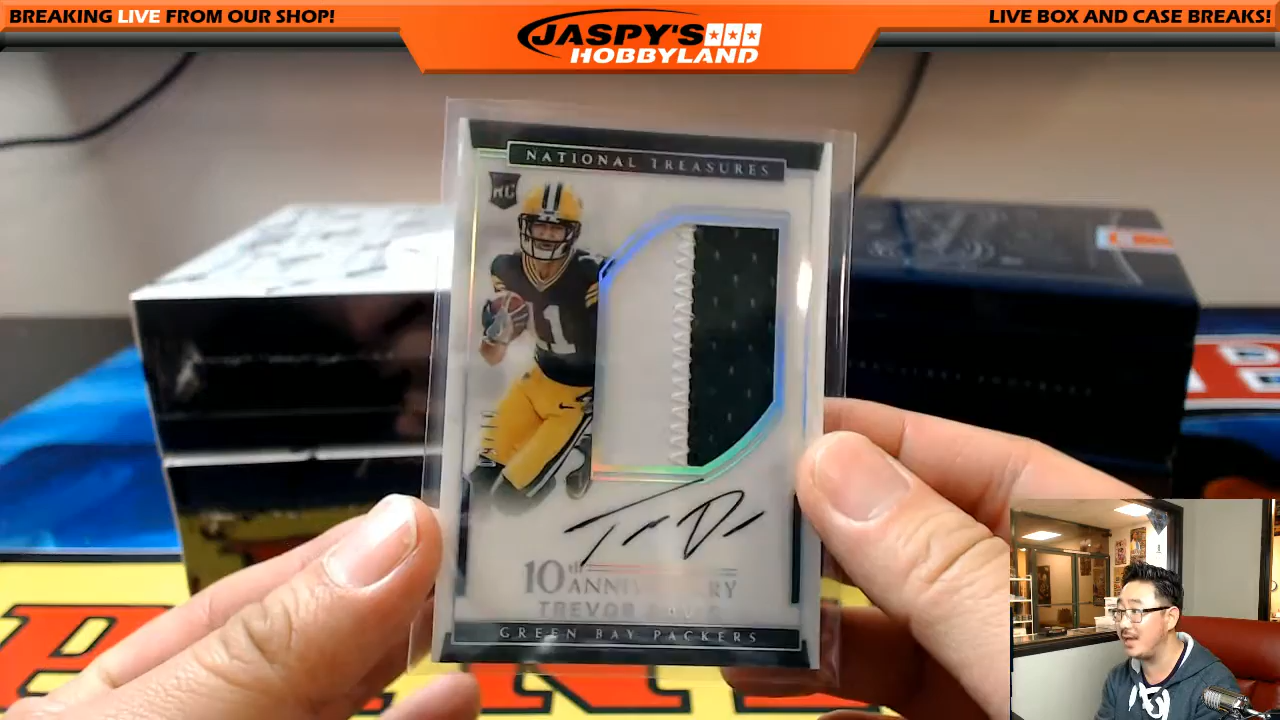 BREAKING LIVE FROM OUR SHOP!
JASPY'S
HOBBYLAND
LIVE BOX AND CASE BREAKS!
NATIONAL TREASURES
RC
11
10th
ANNIVERSARY
TREVOR
GREEN BAY PACKERS